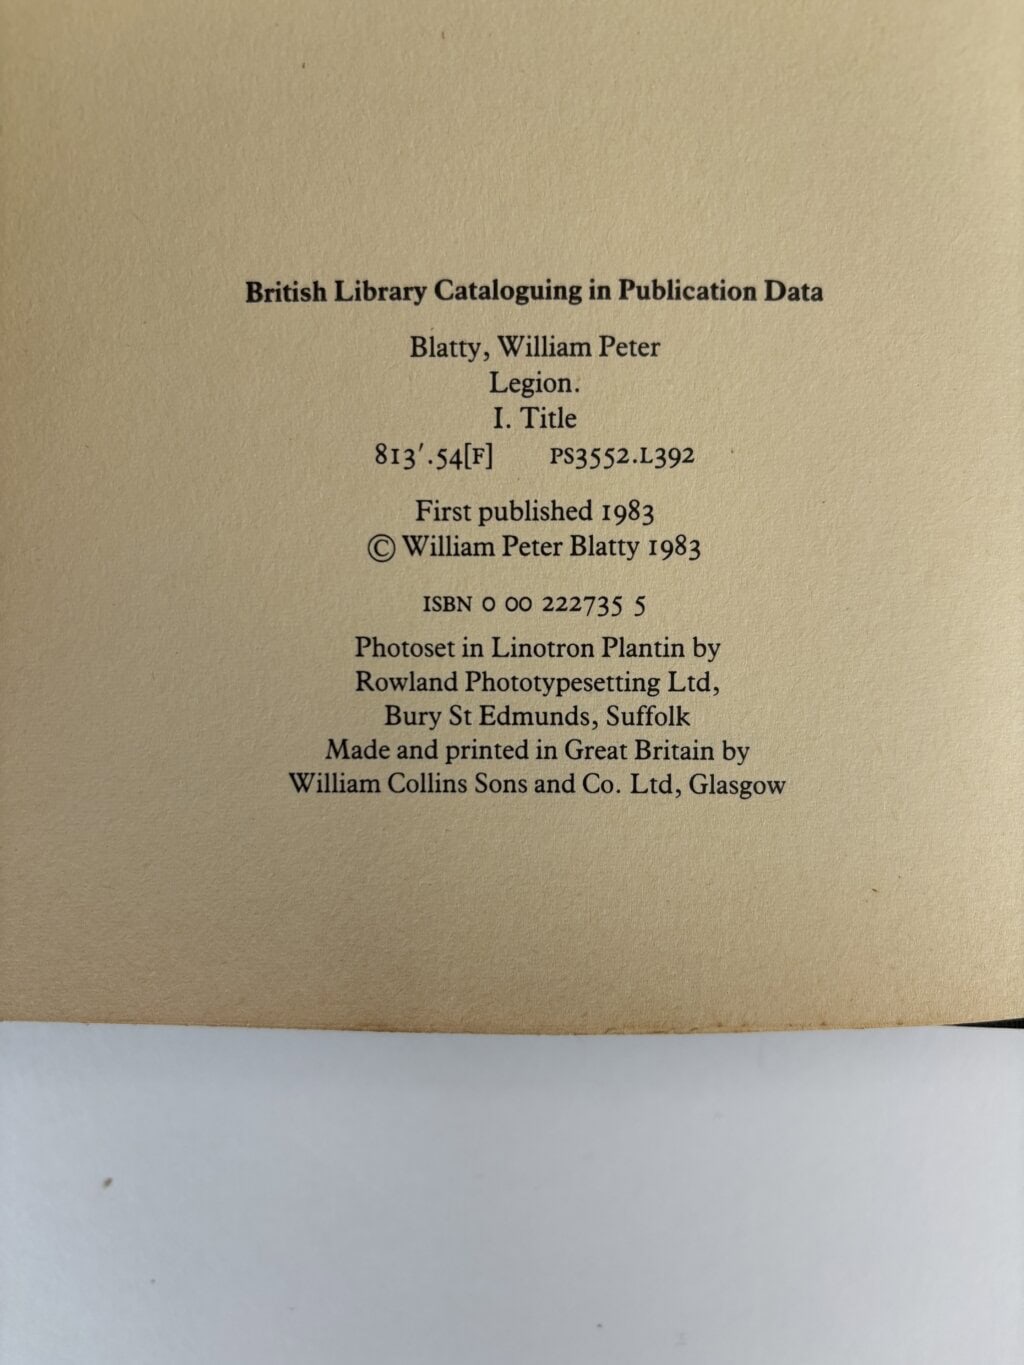 British Library Cataloguing in Publication Data
Blatty, William Peter
Legion.
I. Title
813′.54[F] PS3552.L392
First published 1983
© William Peter Blatty 1983
ISBN 0 00 222735 5
Photoset in Linotron Plantin by
Rowland Phototypesetting Ltd,
Bury St Edmunds, Suffolk
Made and printed in Great Britain by
William Collins Sons and Co. Ltd, Glasgow